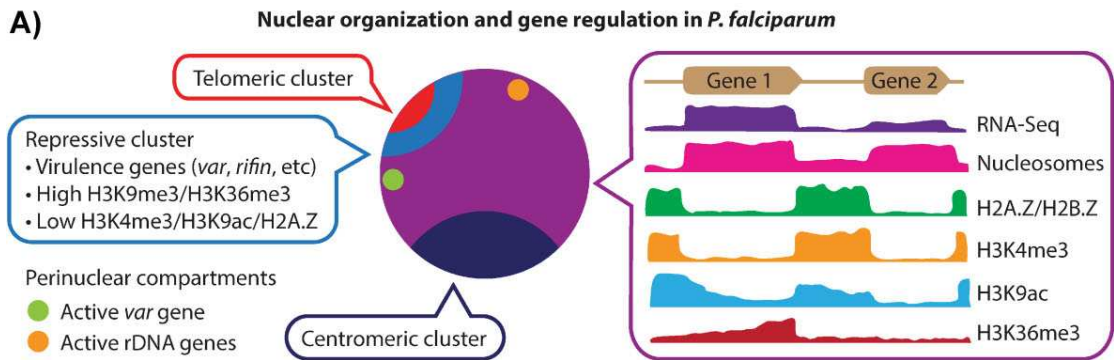 A)
Nuclear organization and gene regulation in P. falciparum
Telomeric cluster
Repressive cluster
• Virulence genes (var, rifin, etc)
• High H3K9me3/H3K36me3
• Low H3K4me3/H3K9ac/H2A.Z
Perinuclear compartments
Active var gene
Active rDNA genes
Centromeric cluster
Gene 1
Gene 2
RNA-Seq
Nucleosomes
H2A.Z/H2B.Z
H3K4me3
H3K9ac
H3K36me3